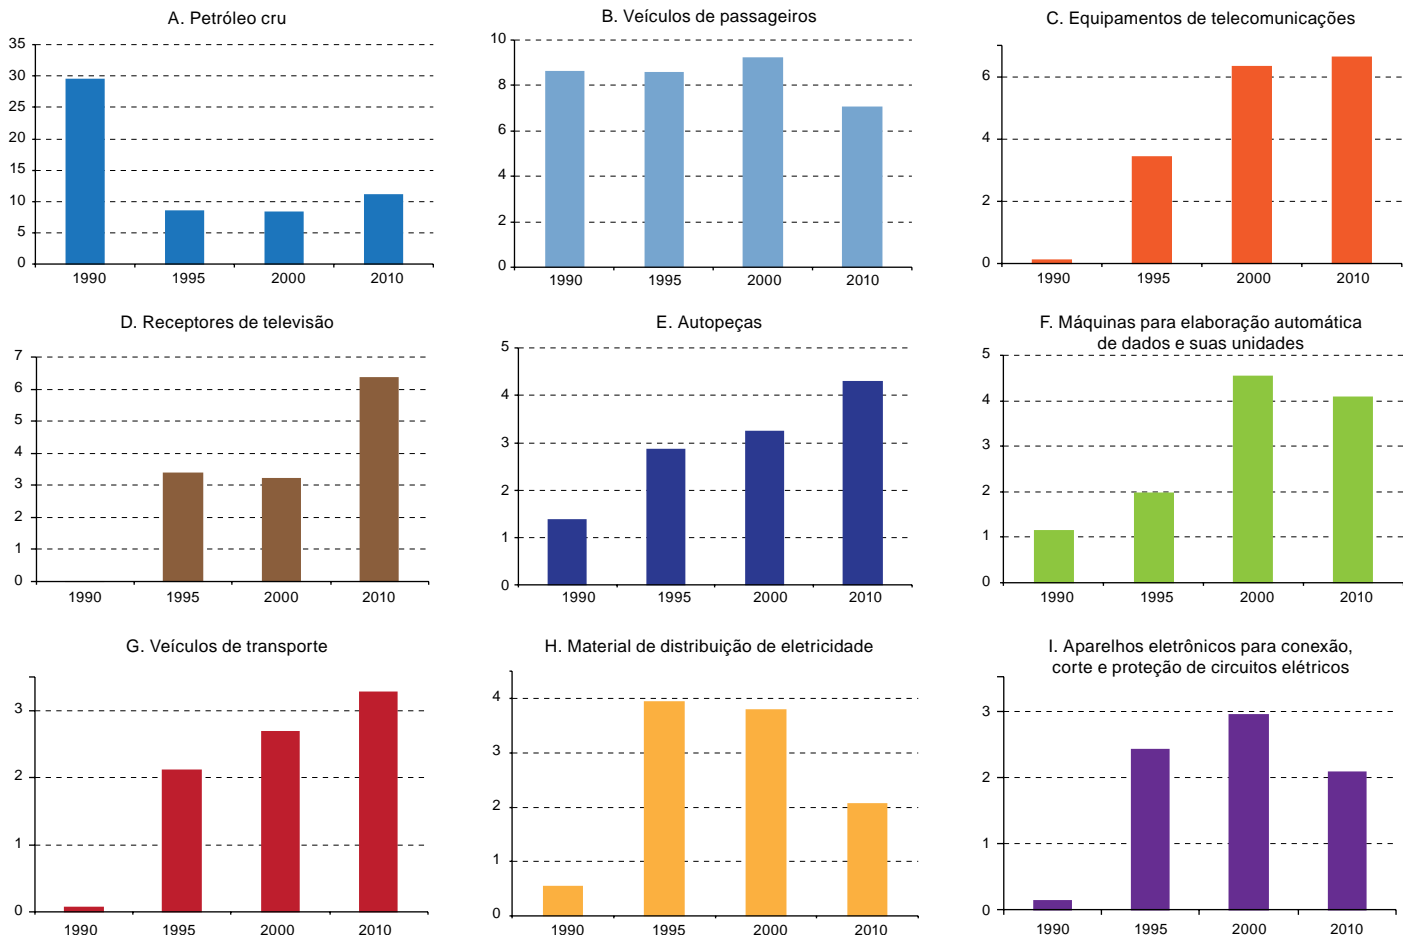 A. Petróleo cru
35
30
25
20
15
10
5
0
1990 1995 2000 2010
B. Veículos de passageiros
10
8
6
4
2
0
1990 1995 2000 2010
C. Equipamentos de telecomunicações
6
4
2
0
1990 1995 2000 2010
D. Receptores de televisão
7
6
5
4
3
2
1
0
1990 1995 2000 2010
E. Autopeças
5
4
3
2
1
0
1990 1995 2000 2010
F. Máquinas para elaboração automática
de dados e suas unidades
5
4
3
2
1
0
1990 1995 2000 2010
G. Veículos de transporte
3
2
1
0
1990 1995 2000 2010
H. Material de distribuição de eletricidade
4
3
2
1
0
1990 1995 2000 2010
I. Aparelhos eletrônicos para conexão,
corte e proteção de circuitos elétricos
3
2
1
0
1990 1995 2000 2010